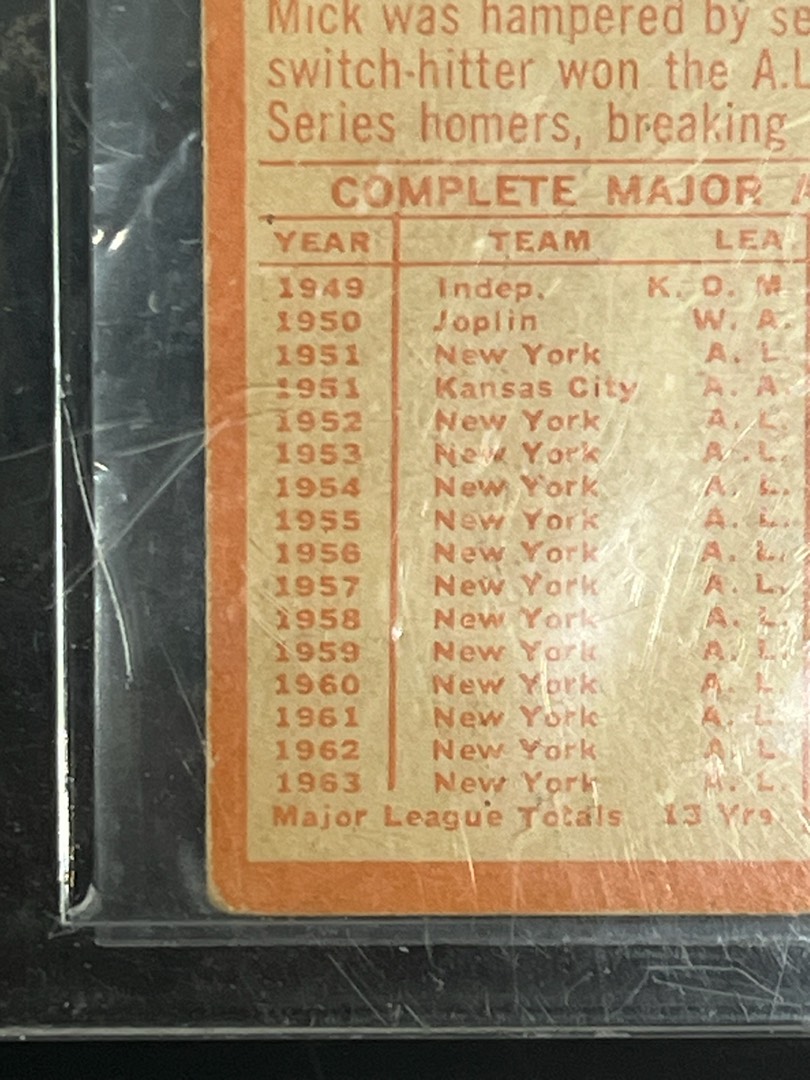 Mick was hampered by
switch-hitter won the A.L
Series homers, breaking
COMPLETE MAJOR
YEAR TEAM LEA
1949 Indep. K. O. M
1950 Joplin W. A.
1951 New York A. L.
1951 Kansas City A. A.
1952 New York A. L.
1953 New York A. L.
1954 New York A. L.
1955 New York A. L.
1956 New York A. L.
1957 New York A. L.
1958 New York A. L.
1959 New York A. L.
1960 New York A. L.
1961 New York A. L.
1962 New York A. L.
1963 New York A. L.
Major League Totals 13 Yrs